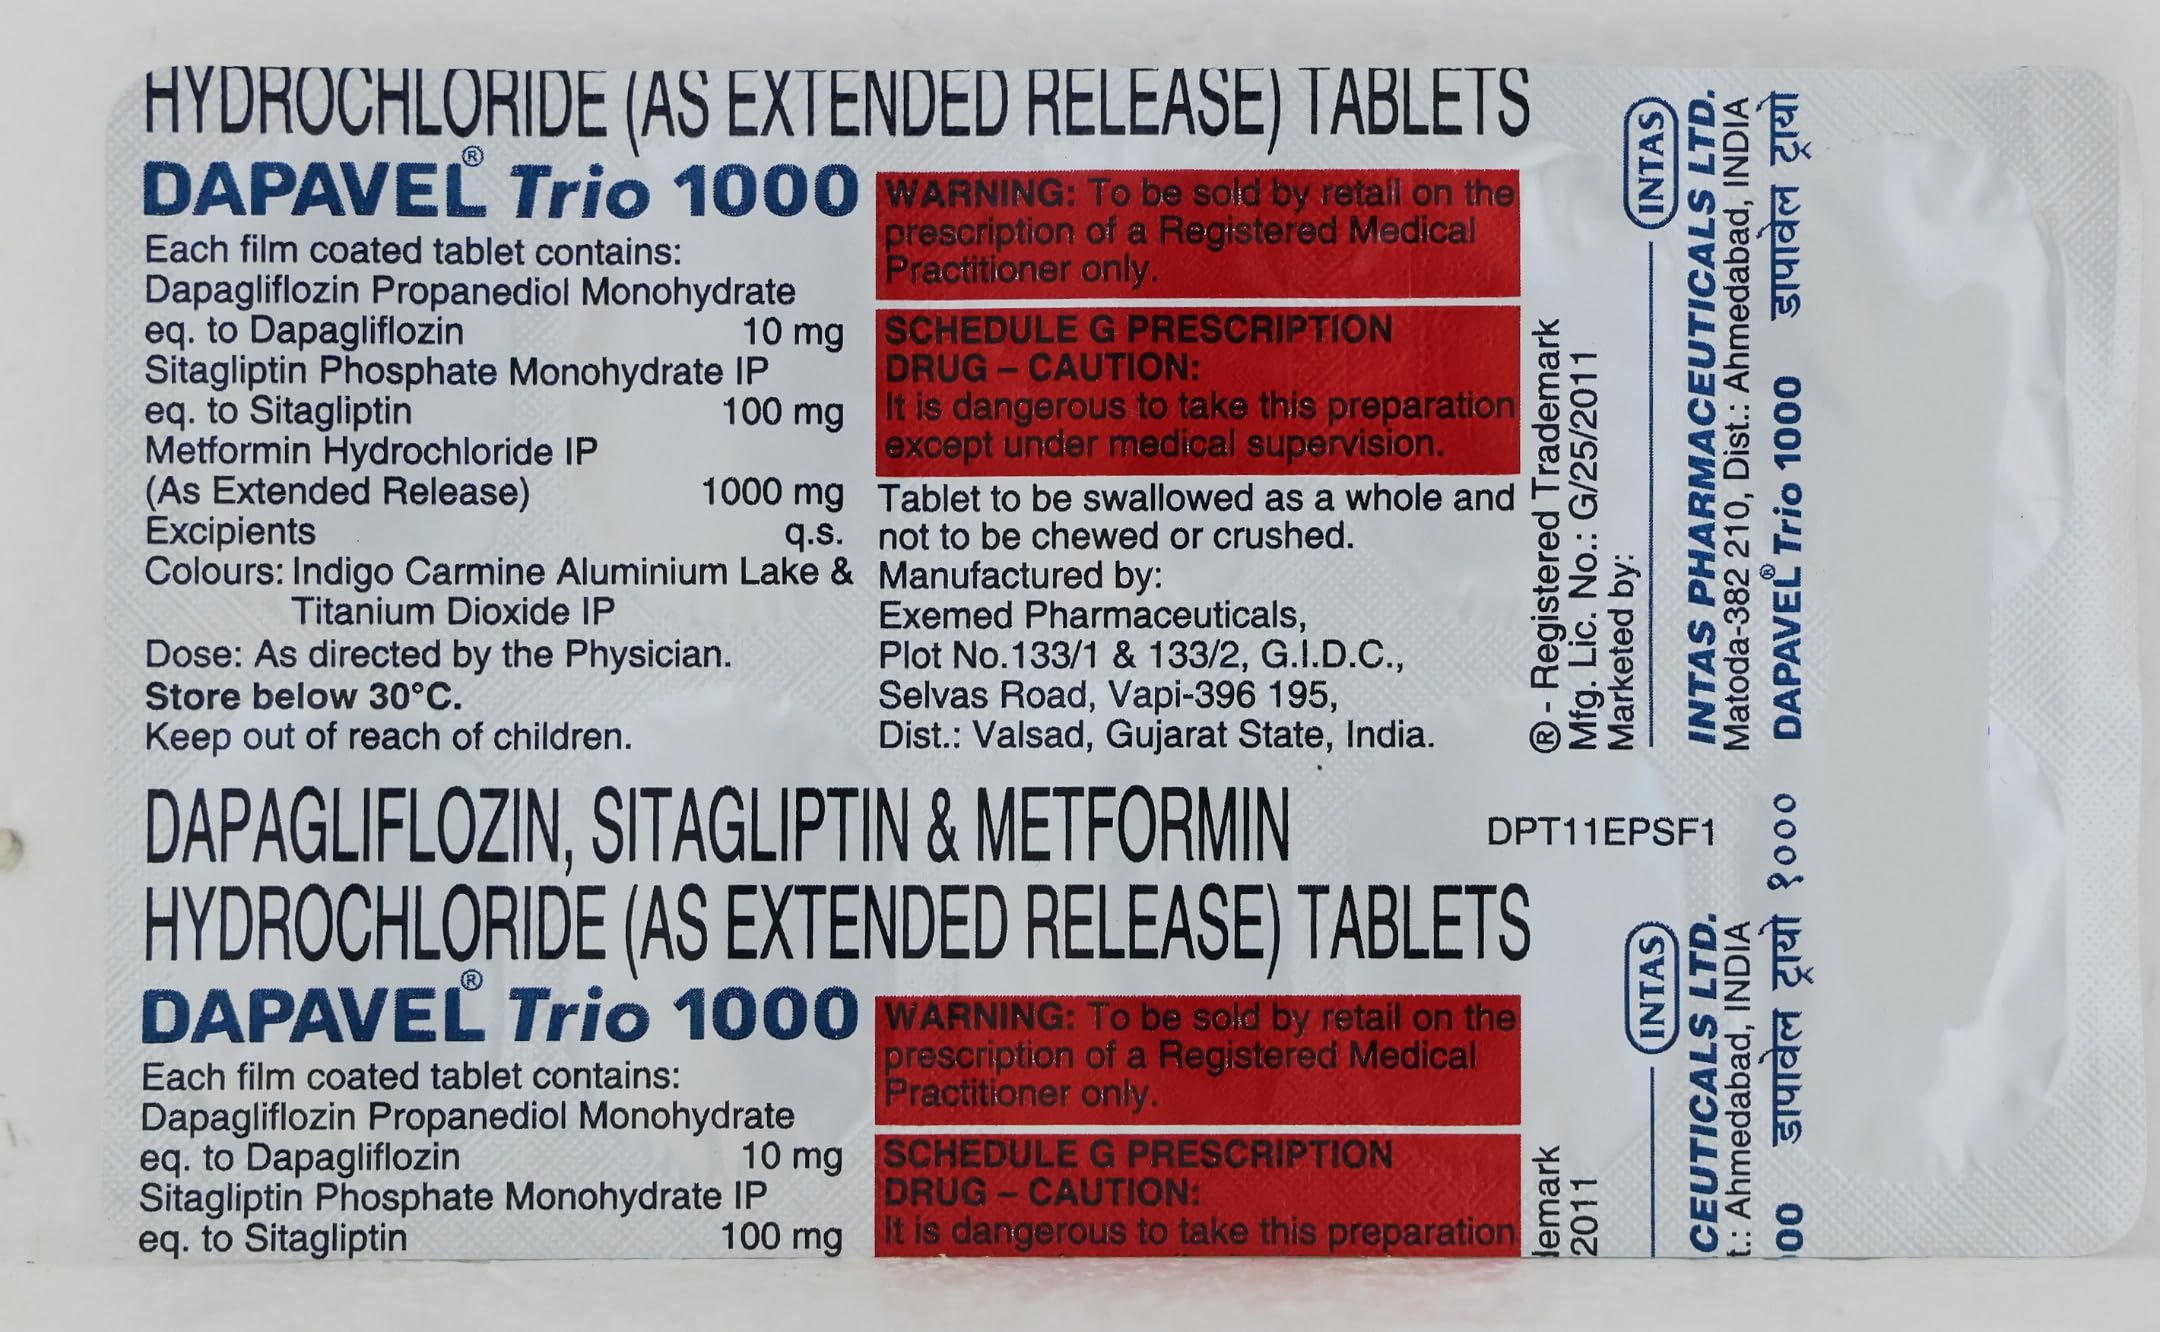 HYDROCHLORIDE (AS EXTENDED RELEASE) TABLETS
DAPAVEL® Trio 1000
Each film coated tablet contains:
Dapagliflozin Propanediol Monohydrate
eq. to Dapagliflozin 10 mg
Sitagliptin Phosphate Monohydrate IP
eq. to Sitagliptin 100 mg
Metformin Hydrochloride IP
(As Extended Release) 1000 mg
Excipients q.s.
Colours: Indigo Carmine Aluminium Lake &
Titanium Dioxide IP
Dose: As directed by the Physician.
Store below 30°C.
Keep out of reach of children.
WARNING: To be sold by retail on the
prescription of a Registered Medical
Practitioner only.
SCHEDULE G PRESCRIPTION
DRUG – CAUTION:
It is dangerous to take this preparation
except under medical supervision.
Tablet to be swallowed as a whole and
not to be chewed or crushed.
Manufactured by:
Exemed Pharmaceuticals,
Plot No.133/1 & 133/2, G.I.D.C.,
Selvas Road, Vapi-396 195,
Dist.: Valsad, Gujarat State, India.
® - Registered Trademark
Mfg. Lic. No.: G/25/2011
Marketed by:
INTAS
INTAS PHARMACEUTICALS LTD.
Matoda-382 210, Dist.: Ahmedabad, INDIA
DAPAVEL® Trio 1000 डापावेल ट्रायो
DAPAGLIFLOZIN, SITAGLIPTIN & METFORMIN
DPT11EPSF1
HYDROCHLORIDE (AS EXTENDED RELEASE) TABLETS
DAPAVEL® Trio 1000
Each film coated tablet contains:
Dapagliflozin Propanediol Monohydrate
eq. to Dapagliflozin 10 mg
Sitagliptin Phosphate Monohydrate IP
eq. to Sitagliptin 100 mg
WARNING: To be sold by retail on the
prescription of a Registered Medical
Practitioner only.
SCHEDULE G PRESCRIPTION
DRUG – CAUTION:
It is dangerous to take this preparation
demark
2011
INTAS
CEUTICALS LTD.
t.: Ahmedabad, INDIA
00 डापावेल ट्रायो १०००